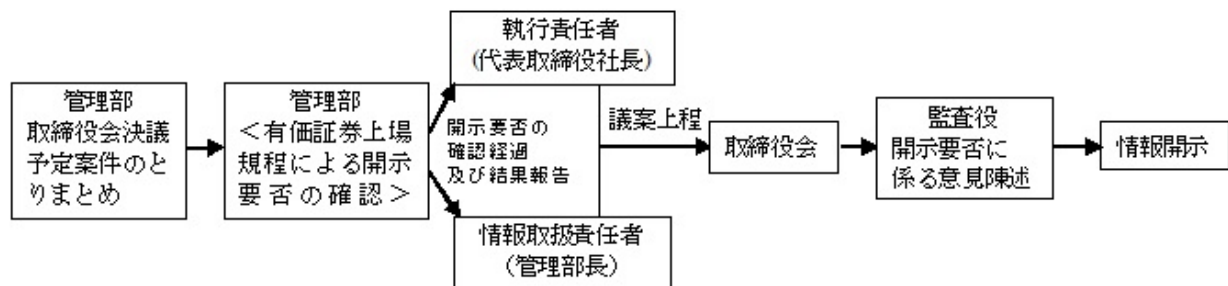 管理部
取締役会決議
予定案件のと
りまとめ
管理部
＜有価証券上場
規程による開示
要否の確認＞
執行責任者
(代表取締役社長)
開示要否の
確認経過
及び結果報告
情報取扱責任者
（管理部長）
議案上程
取締役会
監査役
開示要否に
係る意見陳述
情報開示